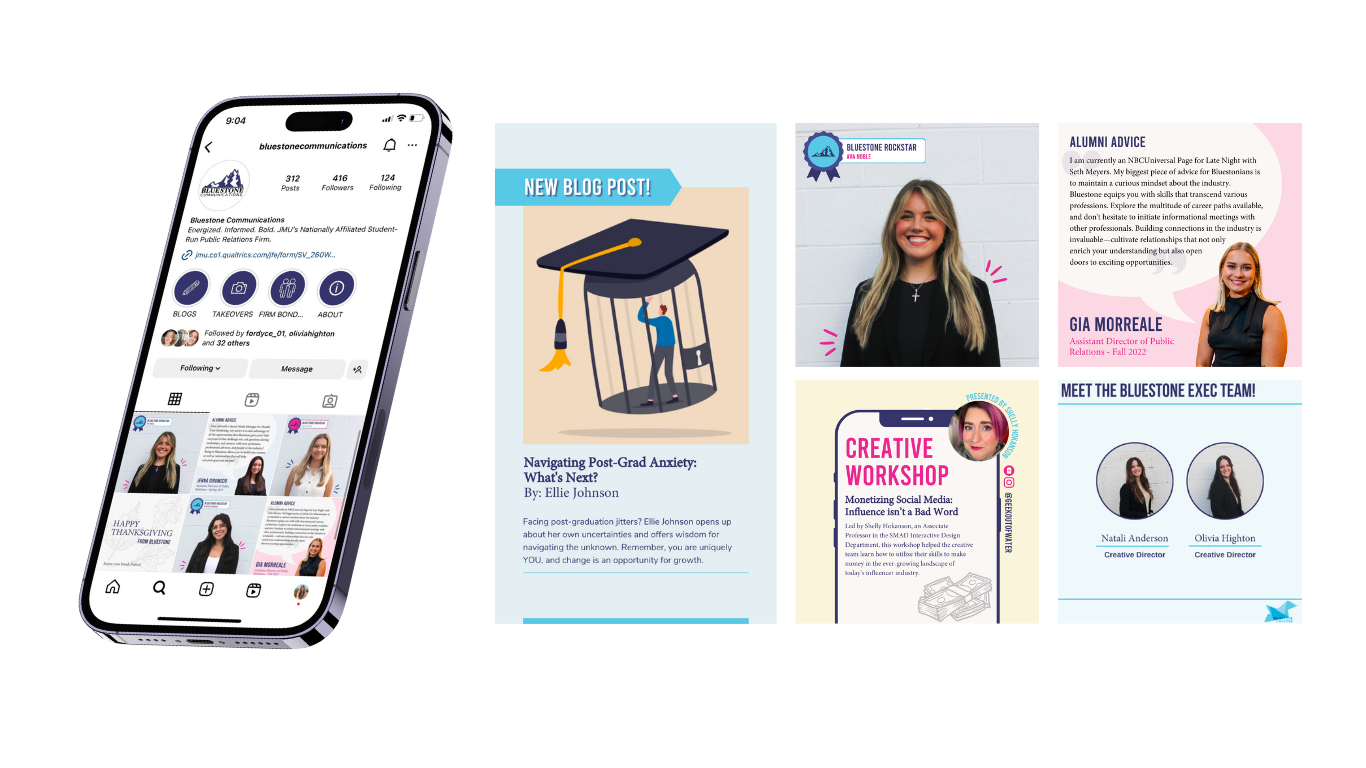 9:04
bluestonecommunications
BLUESTONE
COMMUNICATIONS
312
Posts
416
Followers
124
Following
Bluestone Communications
Energized. Informed. Bold. JMU's Nationally Affiliated Student-
Run Public Relations Firm.
jmu.co1.qualtrics.com/jfe/form/SV_26GW...
BLOGS
TAKEOVERS
FIRM BOND...
ABOUT
Followed by fordyce_01, oliviahighton
and 32 others
Following
Message
ALUMNI ADVICE
JENNA DIDOMICIO
HAPPY
THANKSGIVING
FROM BLUESTONE
ALUMNI ADVICE
GIA MORREALE
NEW BLOG POST!
Navigating Post-Grad Anxiety:
What's Next?
By: Ellie Johnson
Facing post-graduation jitters? Ellie Johnson opens up
about her own uncertainties and offers wisdom for
navigating the unknown. Remember, you are uniquely
YOU, and change is an opportunity for growth.
BLUESTONE ROCKSTAR
AVA NOBLE
ALUMNI ADVICE
I am currently an NBCUniversal Page for Late Night with
Seth Meyers. My biggest piece of advice for Bluestonians is
to maintain a curious mindset about the industry.
Bluestone equips you with skills that transcend various
professions. Explore the multitude of career paths available,
and don't hesitate to initiate informational meetings with
other professionals. Building connections in the industry is
invaluable—cultivate relationships that not only
enrich your understanding but also open
doors to exciting opportunities.
GIA MORREALE
Assistant Director of Public
Relations - Fall 2022
PRESENTED BY SHELLY HOKANSON
CREATIVE
WORKSHOP
@GEEKOUTOFWATER
Monetizing Social Media:
Influence isn't a Bad Word
Led by Shelly Hokanson, an Associate
Professor in the SMAD Interactive Design
Department, this workshop helped the creative
team learn how to utilize their skills to make
money in the ever-growing landscape of
today's influencer industry.
MEET THE BLUESTONE EXEC TEAM!
Natali Anderson
Creative Director
Olivia Highton
Creative Director